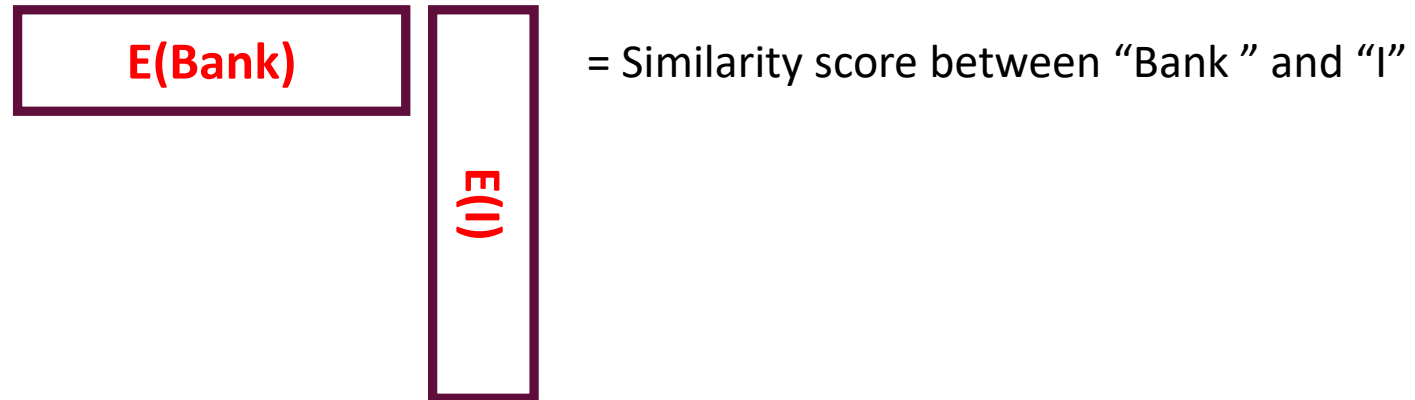 E(Bank)
= Similarity score between “Bank ” and “I”
E(I)